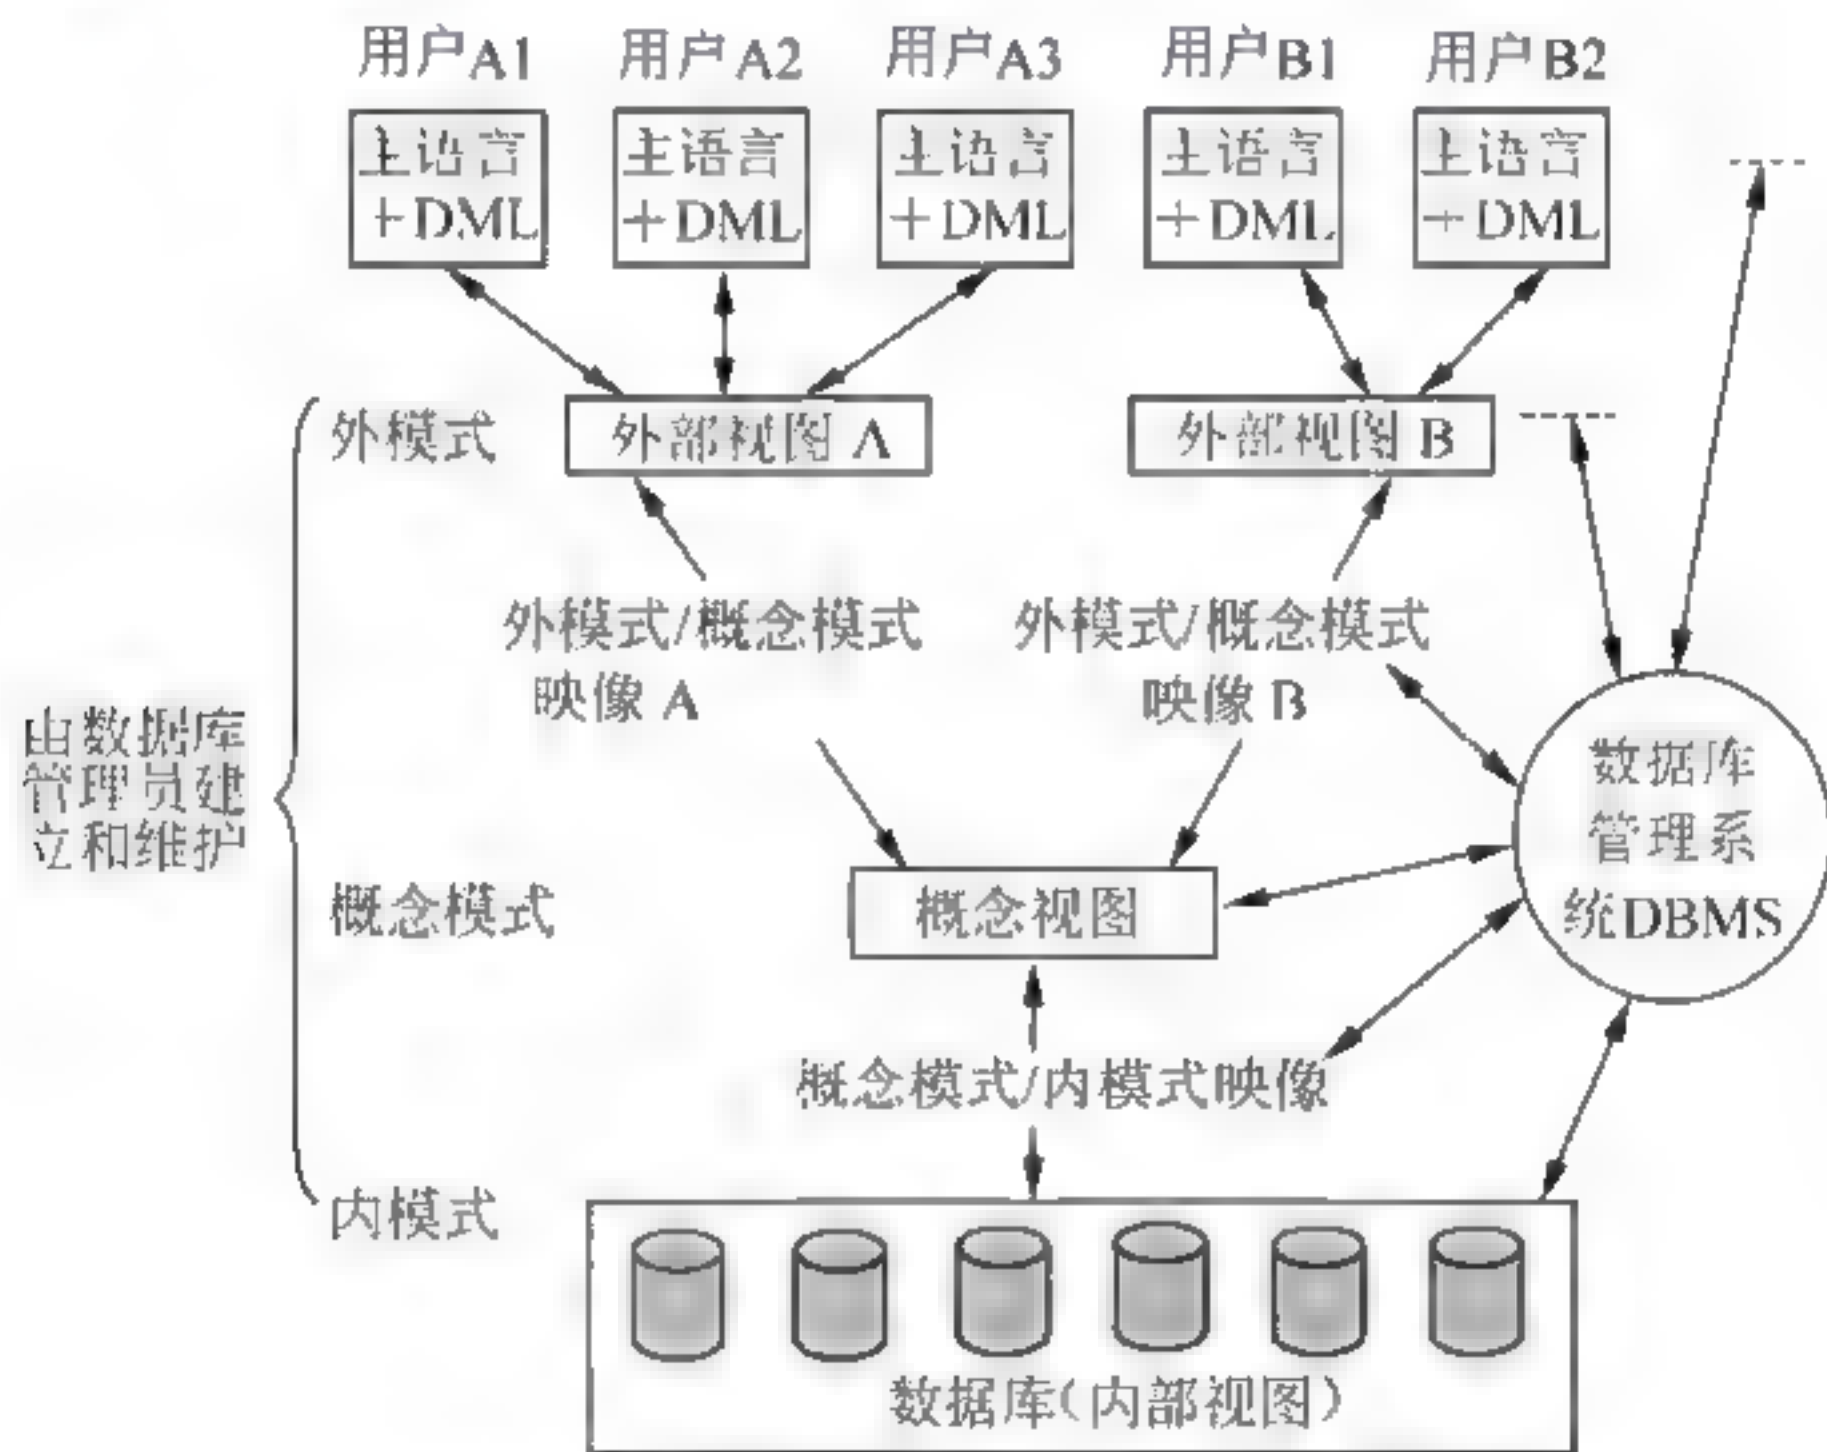 用户A1 用户A2 用户A3 用户B1 用户B2
主语言 主语言 主语言 主语言 主语言
+DML +DML +DML +DML +DML
外模式 外部视图 A 外部视图 B
外模式/概念模式 外模式/概念模式
映像 A 映像 B
由数据库
管理员建
立和维护
数据库
管理系
统DBMS
概念模式 概念视图
概念模式/内模式映像
内模式
数据库(内部视图)